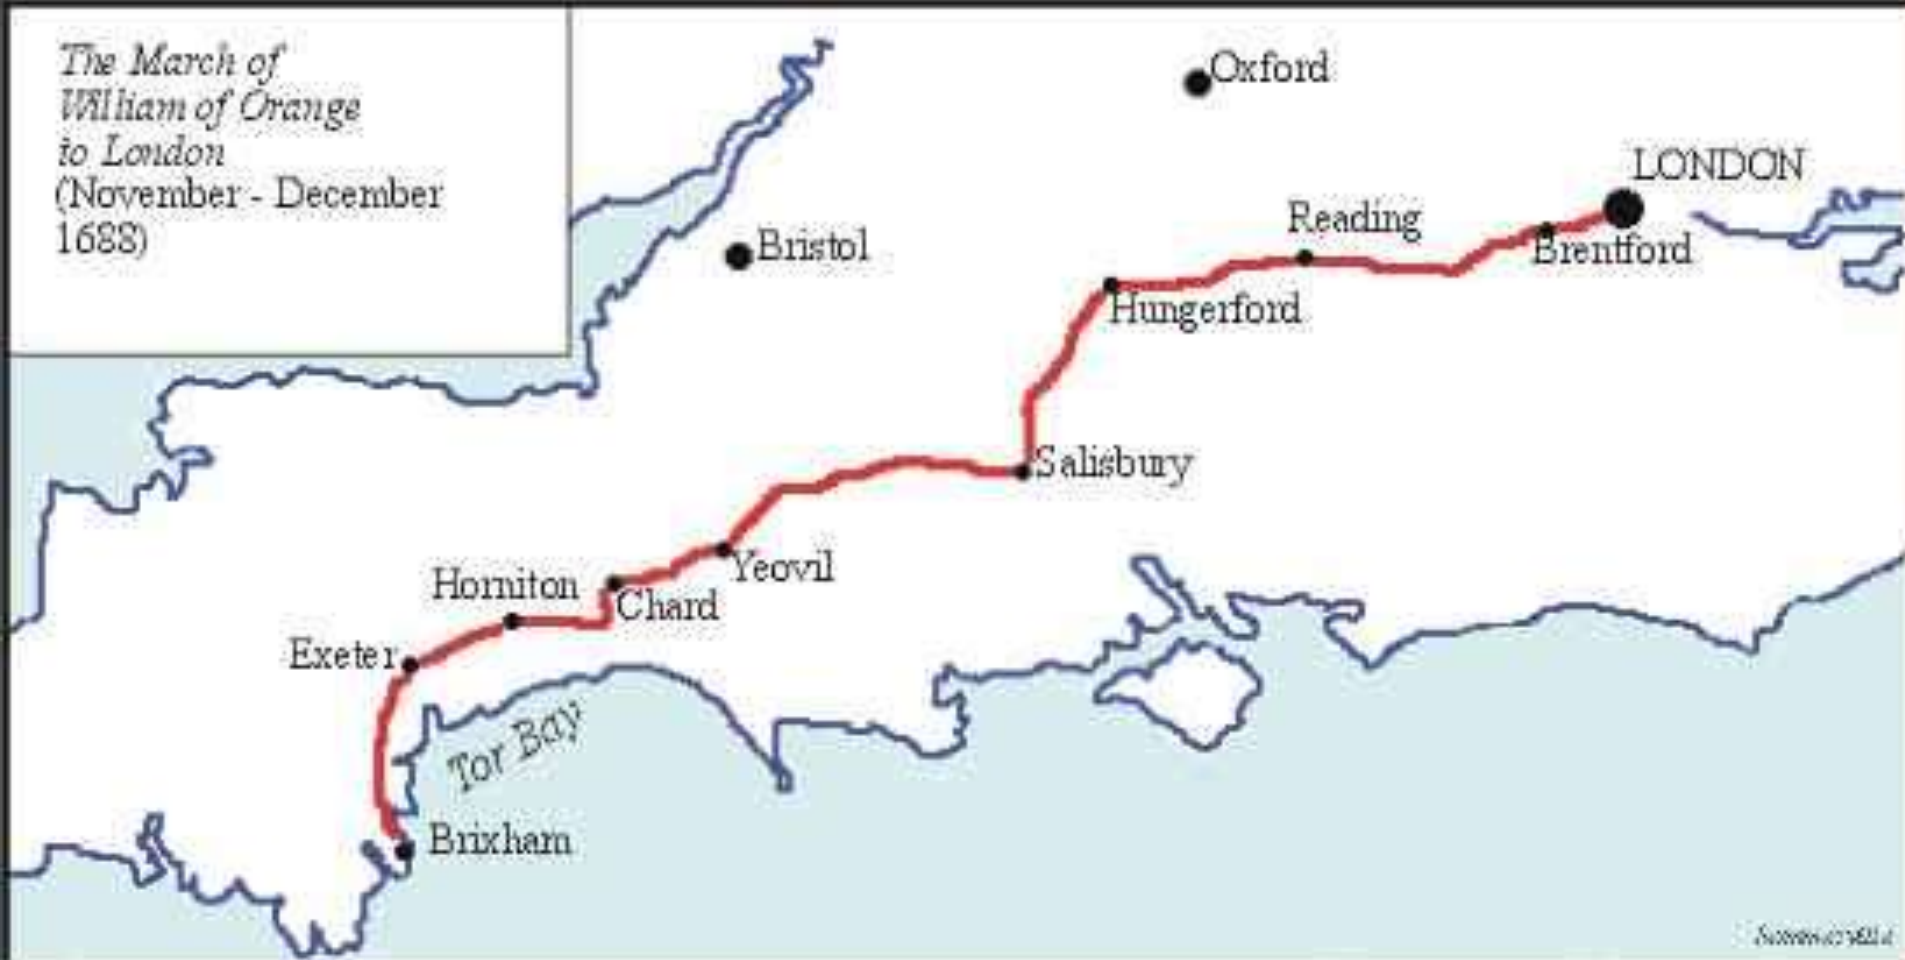 The March of
William of Orange
to London
(November - December
1688)
Oxford
LONDON
Reading
Bristol
Brentford
Hungerford
Salisbury
Yeovil
Horniton
Chard
Exeter
Tor Bay
Brixham